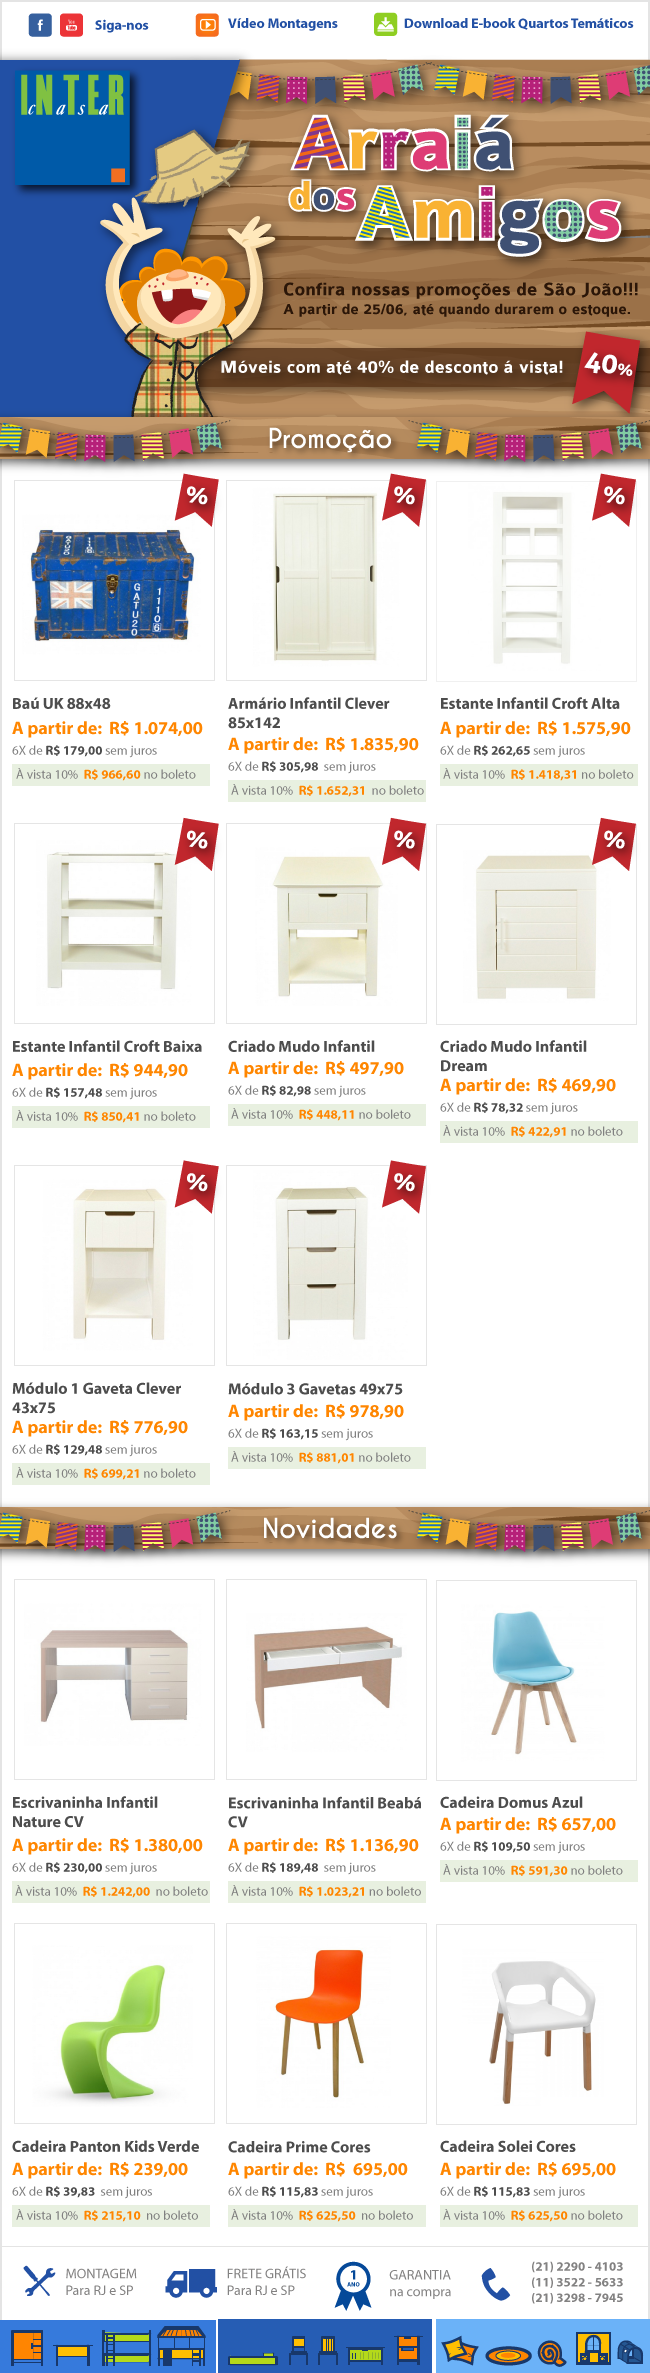 Siga-nos
Vídeo Montagens
Download E-book Quartos Temáticos
INTER
casa
Arraiá
dos Amigos
Confira nossas promoções de São João!!!
A partir de 25/06, até quando durarem o estoque.
Móveis com até 40% de desconto á vista!
40%
Promoção
%
%
%
GATU20
11106
Baú UK 88x48
A partir de: R$ 1.074,00
6X de R$ 179,00 sem juros
À vista 10% R$ 966,60 no boleto
Armário Infantil Clever
85x142
A partir de: R$ 1.835,90
6X de R$ 305,98 sem juros
À vista 10% R$ 1.652,31 no boleto
Estante Infantil Croft Alta
A partir de: R$ 1.575,90
6X de R$ 262,65 sem juros
À vista 10% R$ 1.418,31 no boleto
%
%
%
Estante Infantil Croft Baixa
A partir de: R$ 944,90
6X de R$ 157,48 sem juros
À vista 10% R$ 850,41 no boleto
Criado Mudo Infantil
A partir de: R$ 497,90
6X de R$ 82,98 sem juros
À vista 10% R$ 448,11 no boleto
Criado Mudo Infantil
Dream
A partir de: R$ 469,90
6X de R$ 78,32 sem juros
À vista 10% R$ 422,91 no boleto
%
%
Módulo 1 Gaveta Clever
43x75
A partir de: R$ 776,90
6X de R$ 129,48 sem juros
À vista 10% R$ 699,21 no boleto
Módulo 3 Gavetas 49x75
A partir de: R$ 978,90
6X de R$ 163,15 sem juros
À vista 10% R$ 881,01 no boleto
Novidades
Escrivaninha Infantil
Nature CV
A partir de: R$ 1.380,00
6X de R$ 230,00 sem juros
À vista 10% R$ 1.242,00 no boleto
Escrivaninha Infantil Beabá
CV
A partir de: R$ 1.136,90
6X de R$ 189,48 sem juros
À vista 10% R$ 1.023,21 no boleto
Cadeira Domus Azul
A partir de: R$ 657,00
6X de R$ 109,50 sem juros
À vista 10% R$ 591,30 no boleto
Cadeira Panton Kids Verde
A partir de: R$ 239,00
6X de R$ 39,83 sem juros
À vista 10% R$ 215,10 no boleto
Cadeira Prime Cores
A partir de: R$ 695,00
6X de R$ 115,83 sem juros
À vista 10% R$ 625,50 no boleto
Cadeira Solei Cores
A partir de: R$ 695,00
6X de R$ 115,83 sem juros
À vista 10% R$ 625,50 no boleto
MONTAGEM
Para RJ e SP
FRETE GRÁTIS
Para RJ e SP
1
ANO
GARANTIA
na compra
(21) 2290 - 4103
(11) 3522 - 5633
(21) 3298 - 7945